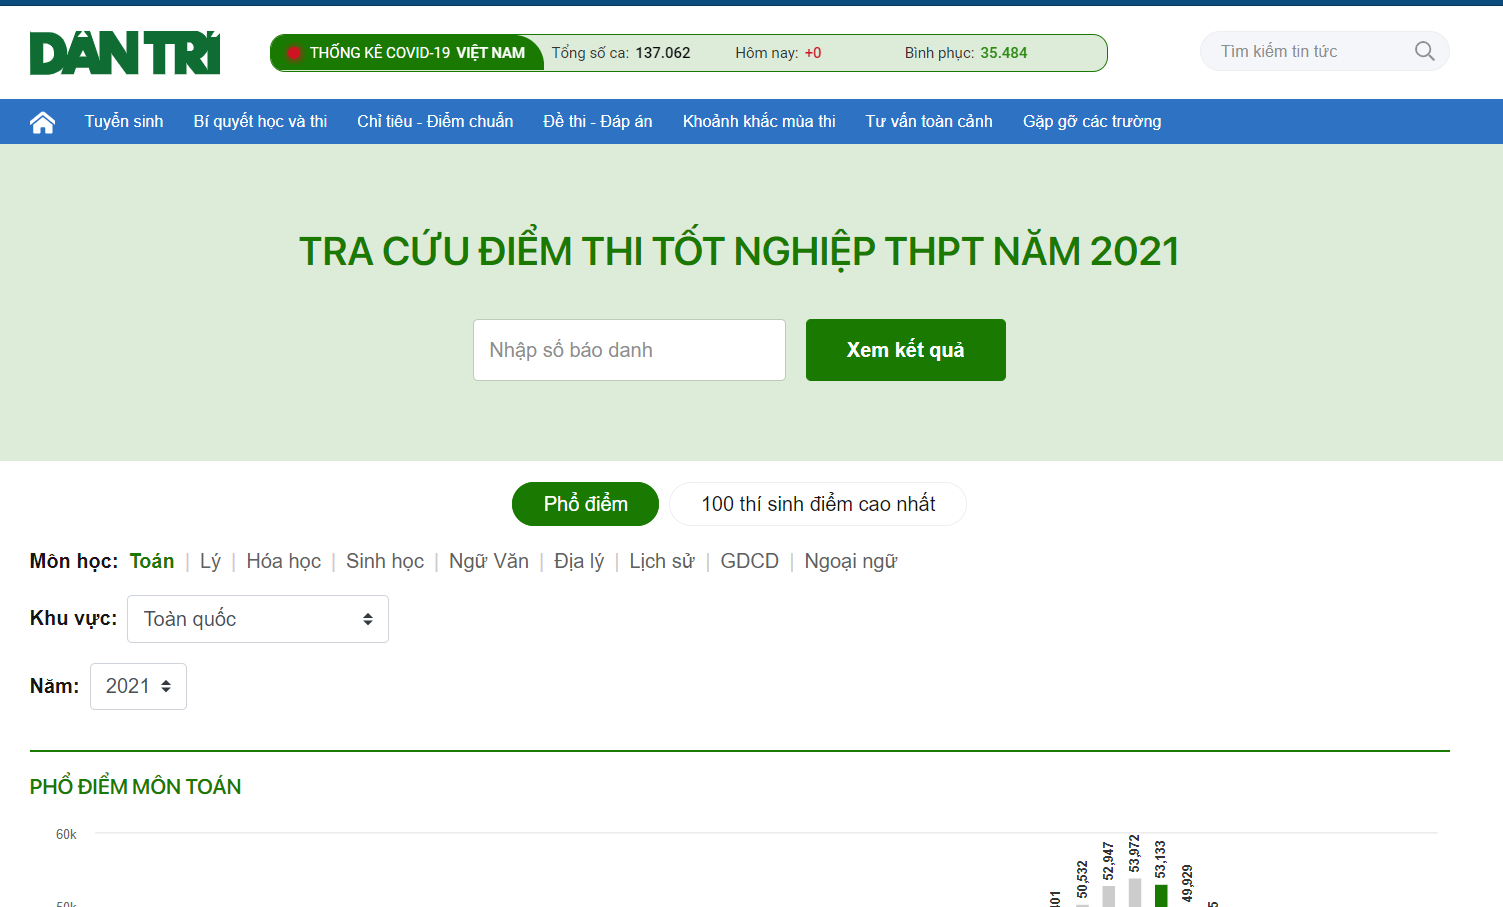 DÂN TRÍ
THỐNG KÊ COVID-19 VIỆT NAM Tổng số ca: 137.062 Hôm nay: +0 Bình phục: 35.484
Tìm kiếm tin tức
Tuyển sinh Bí quyết học và thi Chỉ tiêu - Điểm chuẩn Đề thi - Đáp án Khoảnh khắc mùa thi Tư vấn toàn cảnh Gặp gỡ các trường
TRA CỨU ĐIỂM THI TỐT NGHIỆP THPT NĂM 2021
Nhập số báo danh Xem kết quả
Phổ điểm 100 thí sinh điểm cao nhất
Môn học: Toán | Lý | Hóa học | Sinh học | Ngữ Văn | Địa lý | Lịch sử | GDCD | Ngoại ngữ
Khu vực: Toàn quốc
Năm: 2021
PHỔ ĐIỂM MÔN TOÁN
60k
50,532
52,947
53,972
53,133
49,929